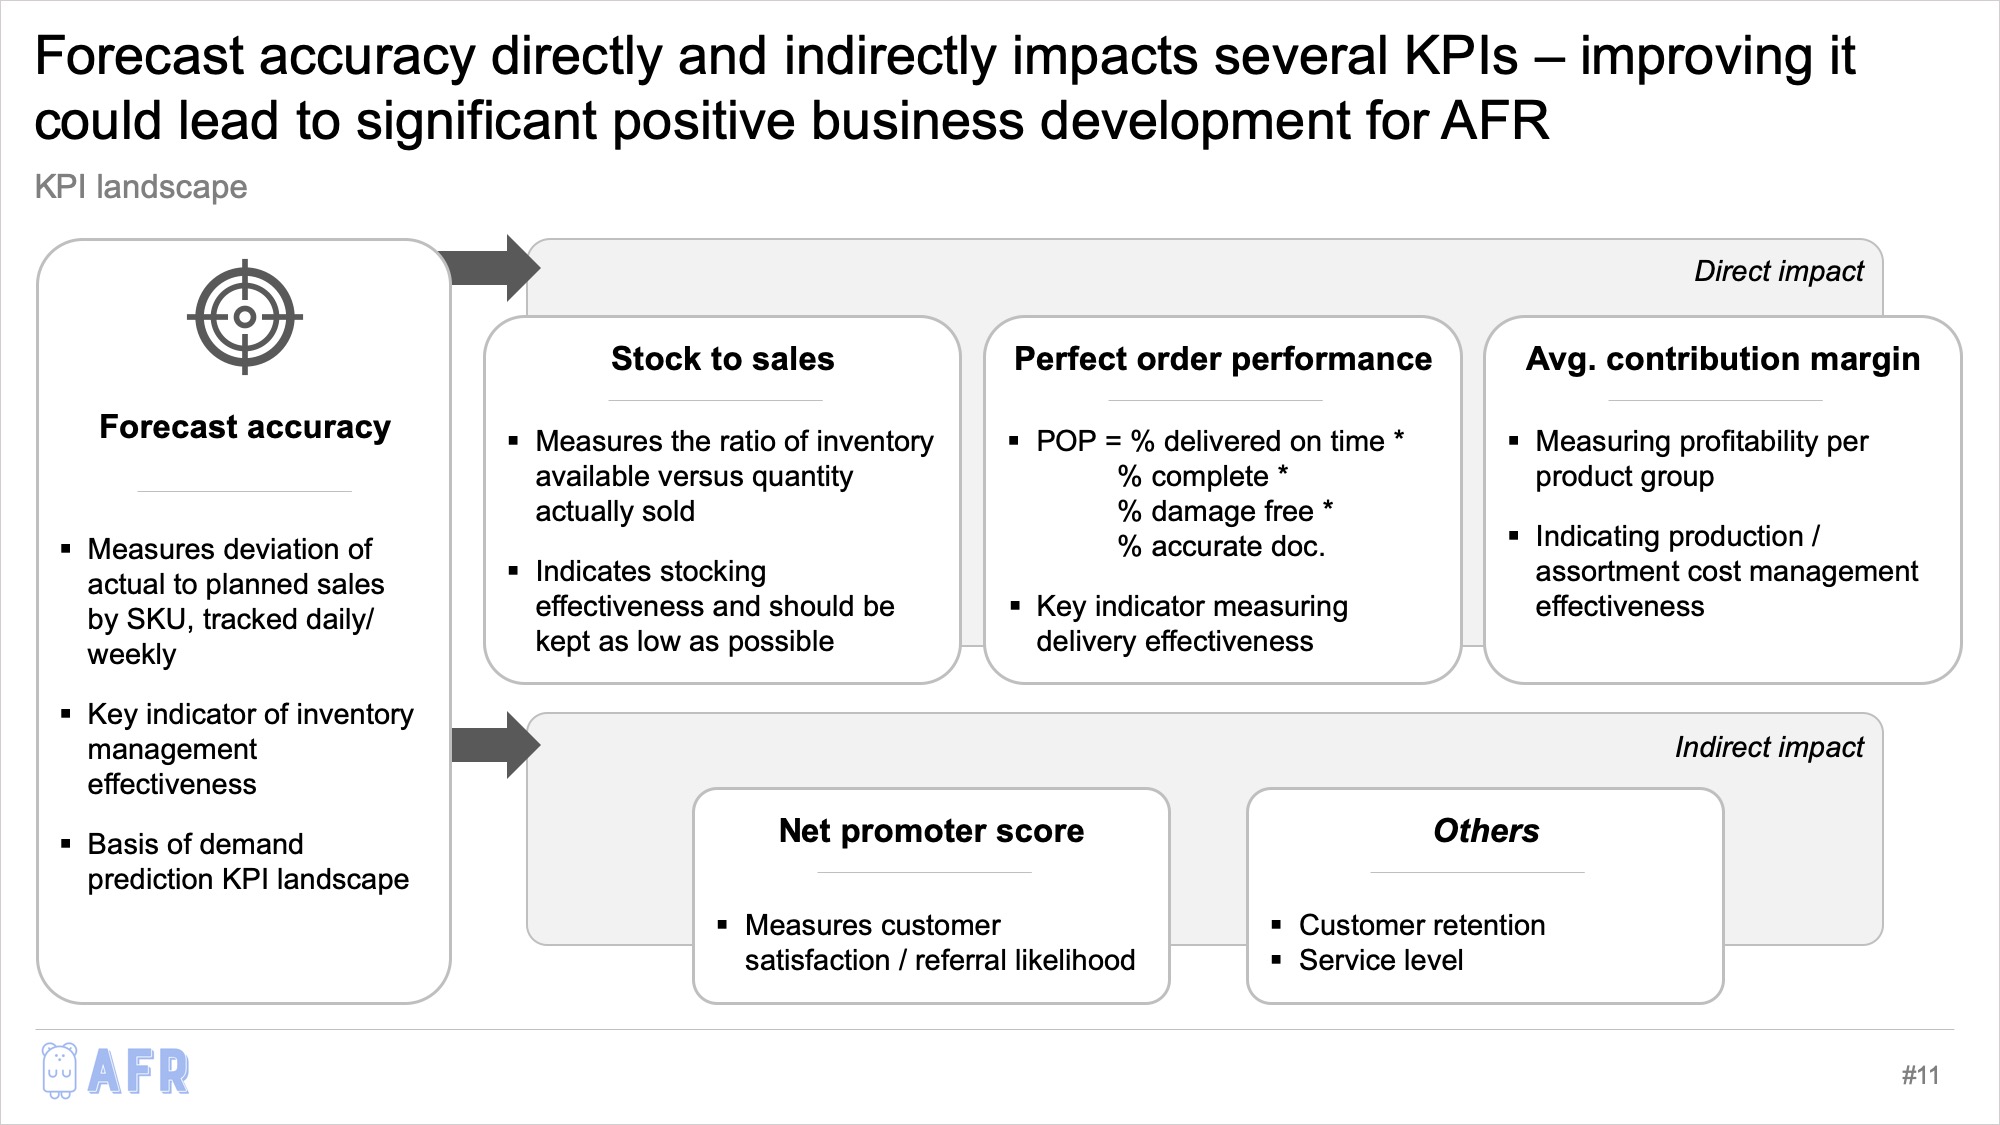 Forecast accuracy directly and indirectly impacts several KPIs – improving it
could lead to significant positive business development for AFR
KPI landscape
Forecast accuracy
▪ Measures deviation of
actual to planned sales
by SKU, tracked daily/
weekly
▪ Key indicator of inventory
management
effectiveness
▪ Basis of demand
prediction KPI landscape
Direct impact
Stock to sales
▪ Measures the ratio of inventory
available versus quantity
actually sold
▪ Indicates stocking
effectiveness and should be
kept as low as possible
Perfect order performance
▪ POP = % delivered on time *
% complete *
% damage free *
% accurate doc.
▪ Key indicator measuring
delivery effectiveness
Avg. contribution margin
▪ Measuring profitability per
product group
▪ Indicating production /
assortment cost management
effectiveness
Indirect impact
Net promoter score
▪ Measures customer
satisfaction / referral likelihood
Others
▪ Customer retention
▪ Service level
AFR
#11